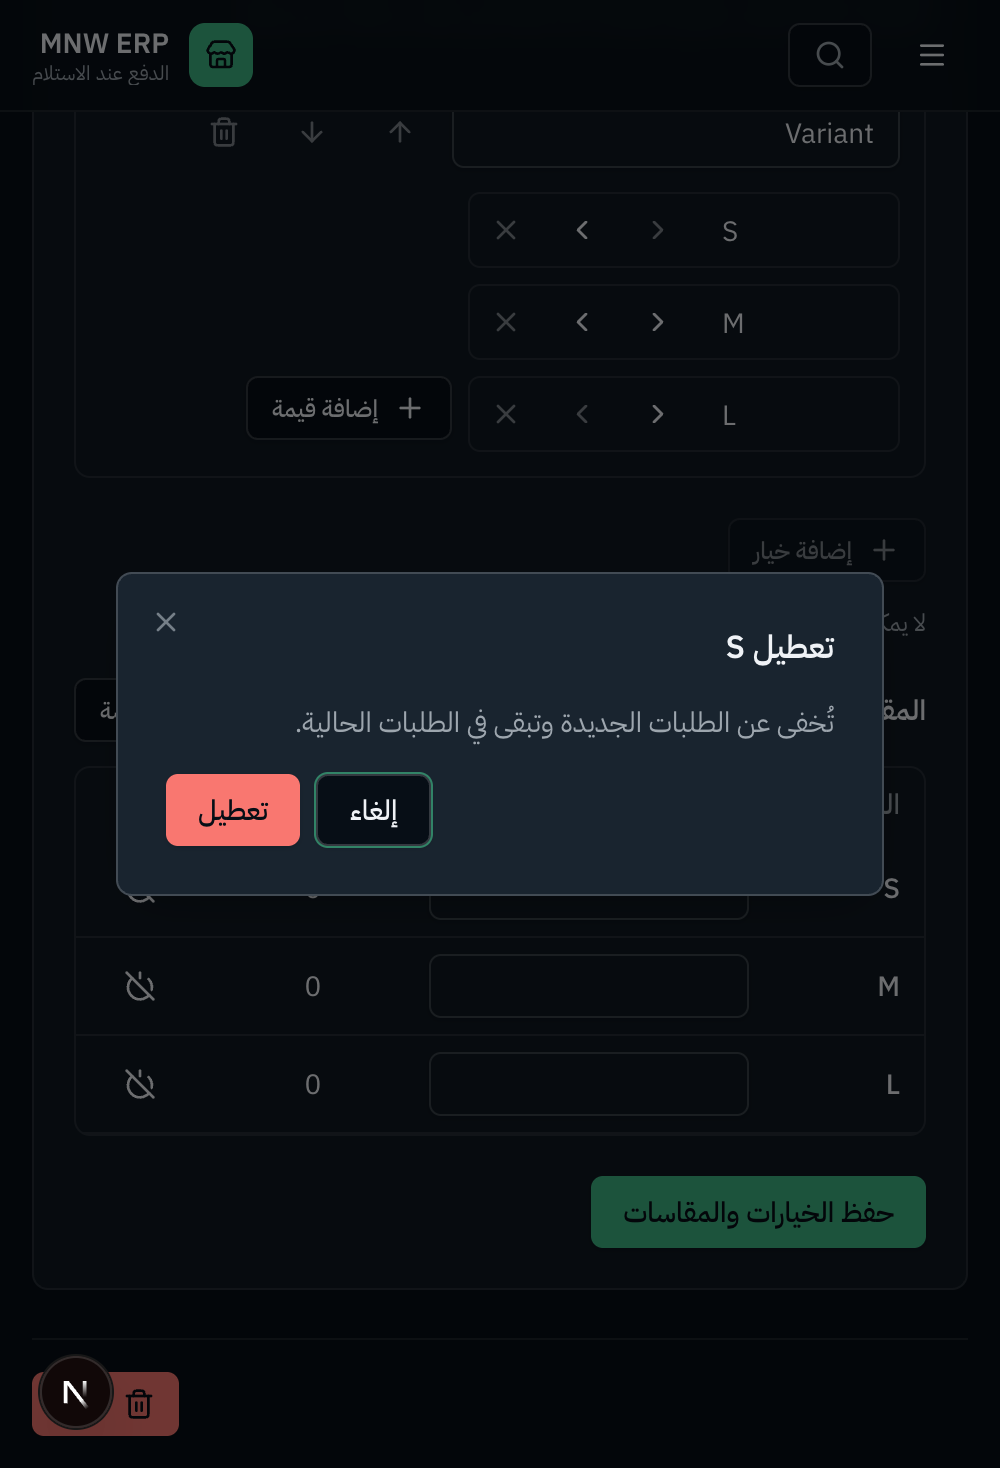 MNW ERP
الدفع عند الاستلام
Variant
S
M
L
إضافة قيمة
إضافة خيار
لا
تعطيل S
تُخفى عن الطلبات الجديدة وتبقى في الطلبات الحالية.
إلغاء
تعطيل
S
M
0
L
0
حفظ الخيارات والمقاسات
N